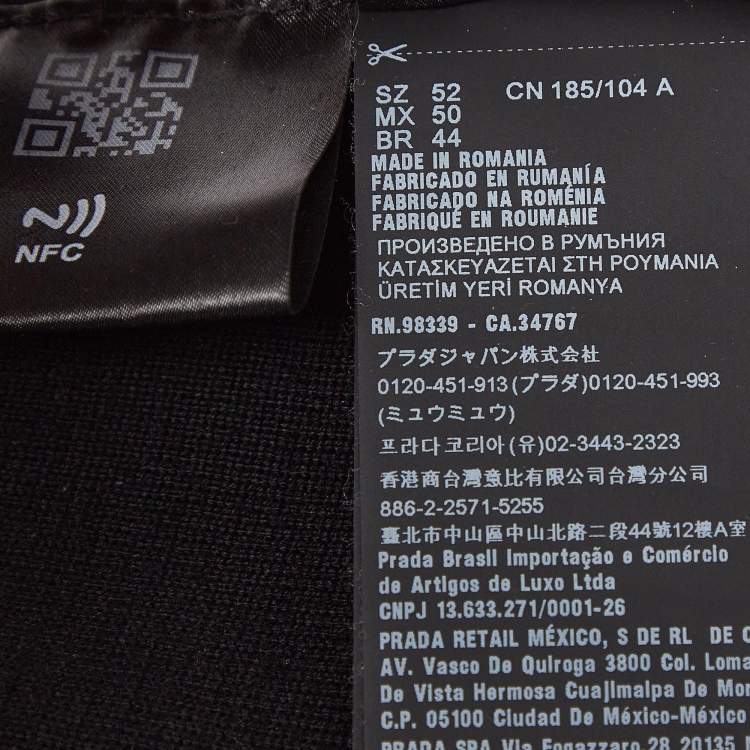 NFC
SZ 52 CN 185/104 A
MX 50
BR 44
MADE IN ROMANIA
FABRICADO EN RUMANÍA
FABRICADO NA ROMÉNIA
FABRIQUÉ EN ROUMANIE
ПРОИЗВЕДЕНО В РУМЪНИЯ
ΚΑΤΑΣΚΕΥΑΖΕΤΑΙ ΣΤΗ ΡΟΥΜΑΝΙΑ
ÜRETİM YERİ ROMANYA
RN.98339 - CA.34767
プラダジャパン株式会社
0120-451-913(プラダ)0120-451-993
(ミュウミュウ)
프라다코리아(유)02-3443-2323
香港商台灣意比有限公司台灣分公司
886-2-2571-5255
臺北市中山區中山北路二段44號12樓A室
Prada Brasil Importação e Comércio
de Artigos de Luxo Ltda
CNPJ 13.633.271/0001-26
PRADA RETAIL MÉXICO, S DE RL DE C
AV. Vasco De Quiroga 3800 Col. Loma
De Vista Hermosa Cuajimalpa De Mor
C.P. 05100 Ciudad De México-México
PRADA SPA Via Fogazzaro 28 20135